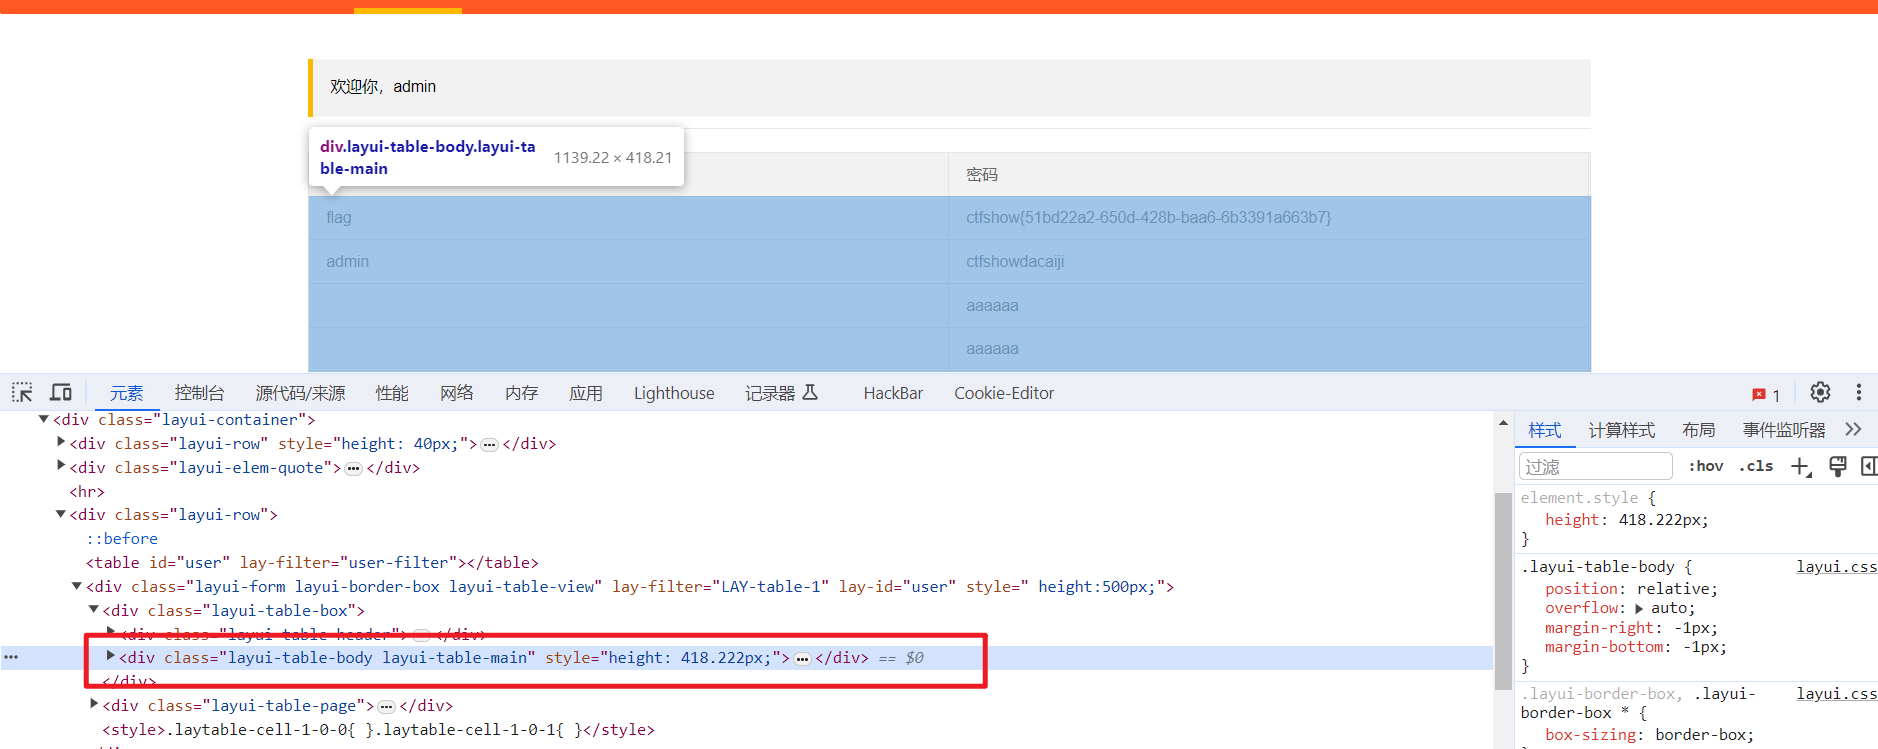 欢迎你，admin
div.layui-table-body.layui-ta
ble-main
1139.22 × 418.21
密码
flag ctfshow{51bd22a2-650d-428b-baa6-6b3391a663b7}
admin ctfshowdacaiji
aaaaaa
aaaaaa
元素 控制台 源代码/来源 性能 网络 内存 应用 Lighthouse 记录器 HackBar Cookie-Editor 1
<div class="layui-container">
<div class="layui-row" style="height: 40px;">…</div>
<div class="layui-elem-quote">…</div>
<hr>
<div class="layui-row">
::before
<table id="user" lay-filter="user-filter"></table>
<div class="layui-form layui-border-box layui-table-view" lay-filter="LAY-table-1" lay-id="user" style=" height:500px;">
<div class="layui-table-box">
<div class="layui-table-header">…</div>
<div class="layui-table-body layui-table-main" style="height: 418.222px;">…</div> == $0
</div>
<div class="layui-table-page">…</div>
<style>.laytable-cell-1-0-0{ }.laytable-cell-1-0-1{ }</style>
样式 计算样式 布局 事件监听器
过滤 :hov .cls
element.style {
height: 418.222px;
}
.layui-table-body { layui.css
position: relative;
overflow: auto;
margin-right: -1px;
margin-bottom: -1px;
}
.layui-border-box, .layui- layui.css
border-box * {
box-sizing: border-box;